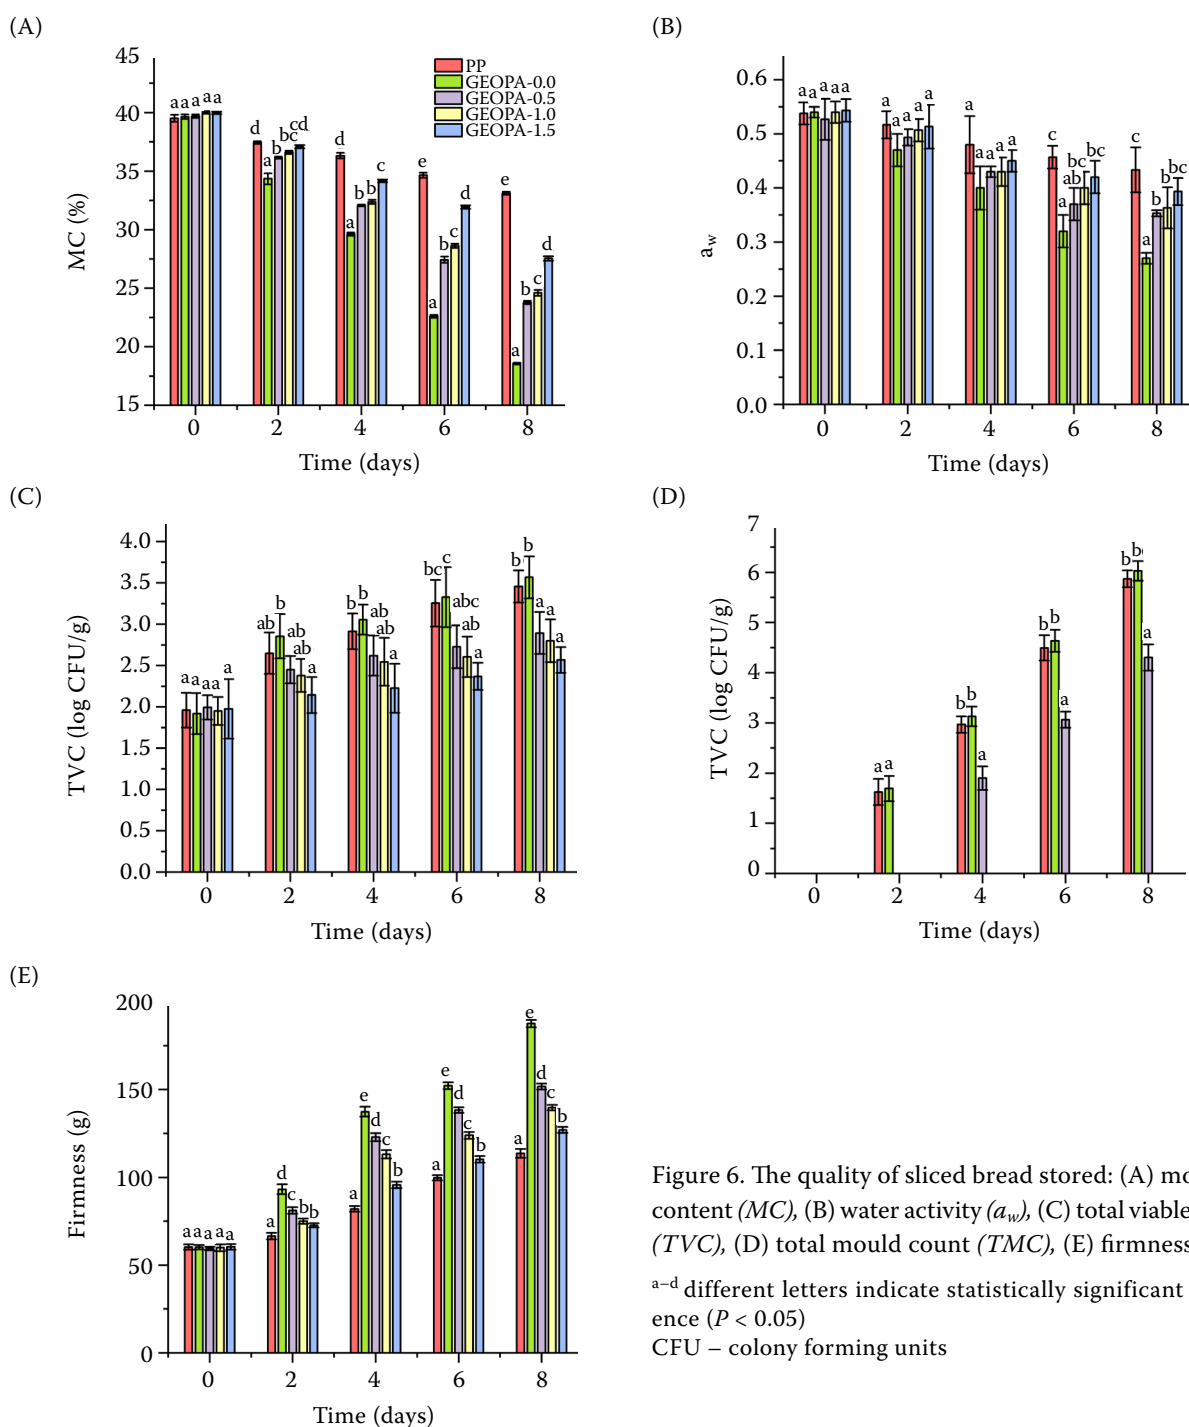 (A)
45
40
35
30
25
20
15
MC (%)
PP
GEOPA-0.0
GEOPA-0.5
GEOPA-1.0
GEOPA-1.5
a a a a a
d a b bc cd
d a b b c
e a b c d
e a b c d
0 2 4 6 8
Time (days)
(B)
0.6
0.5
0.4
0.3
0.2
0.1
0.0
a_w
a a a a a
a a a a a
a a a a a
c a ab bc bc
c a b bc bc
0 2 4 6 8
Time (days)
(C)
4.0
3.5
3.0
2.5
2.0
1.5
1.0
0.5
0.0
TVC (log CFU/g)
a a a a a
ab b ab ab a
b b ab ab a
bc c abc ab a
b b a a a
0 2 4 6 8
Time (days)
(D)
7
6
5
4
3
2
1
0
TVC (log CFU/g)
a a
b b a
b b a
b b a
0 2 4 6 8
Time (days)
(E)
200
150
100
50
0
Firmness (g)
a a a a a
a d c b b
a e d c b
a e d c b
a e d c b
0 2 4 6 8
Time (days)
Figure 6. The quality of sliced bread stored: (A) mo
content (MC), (B) water activity (a_w), (C) total viable
(TVC), (D) total mould count (TMC), (E) firmness
a–d different letters indicate statistically significant
ence (P < 0.05)
CFU – colony forming units